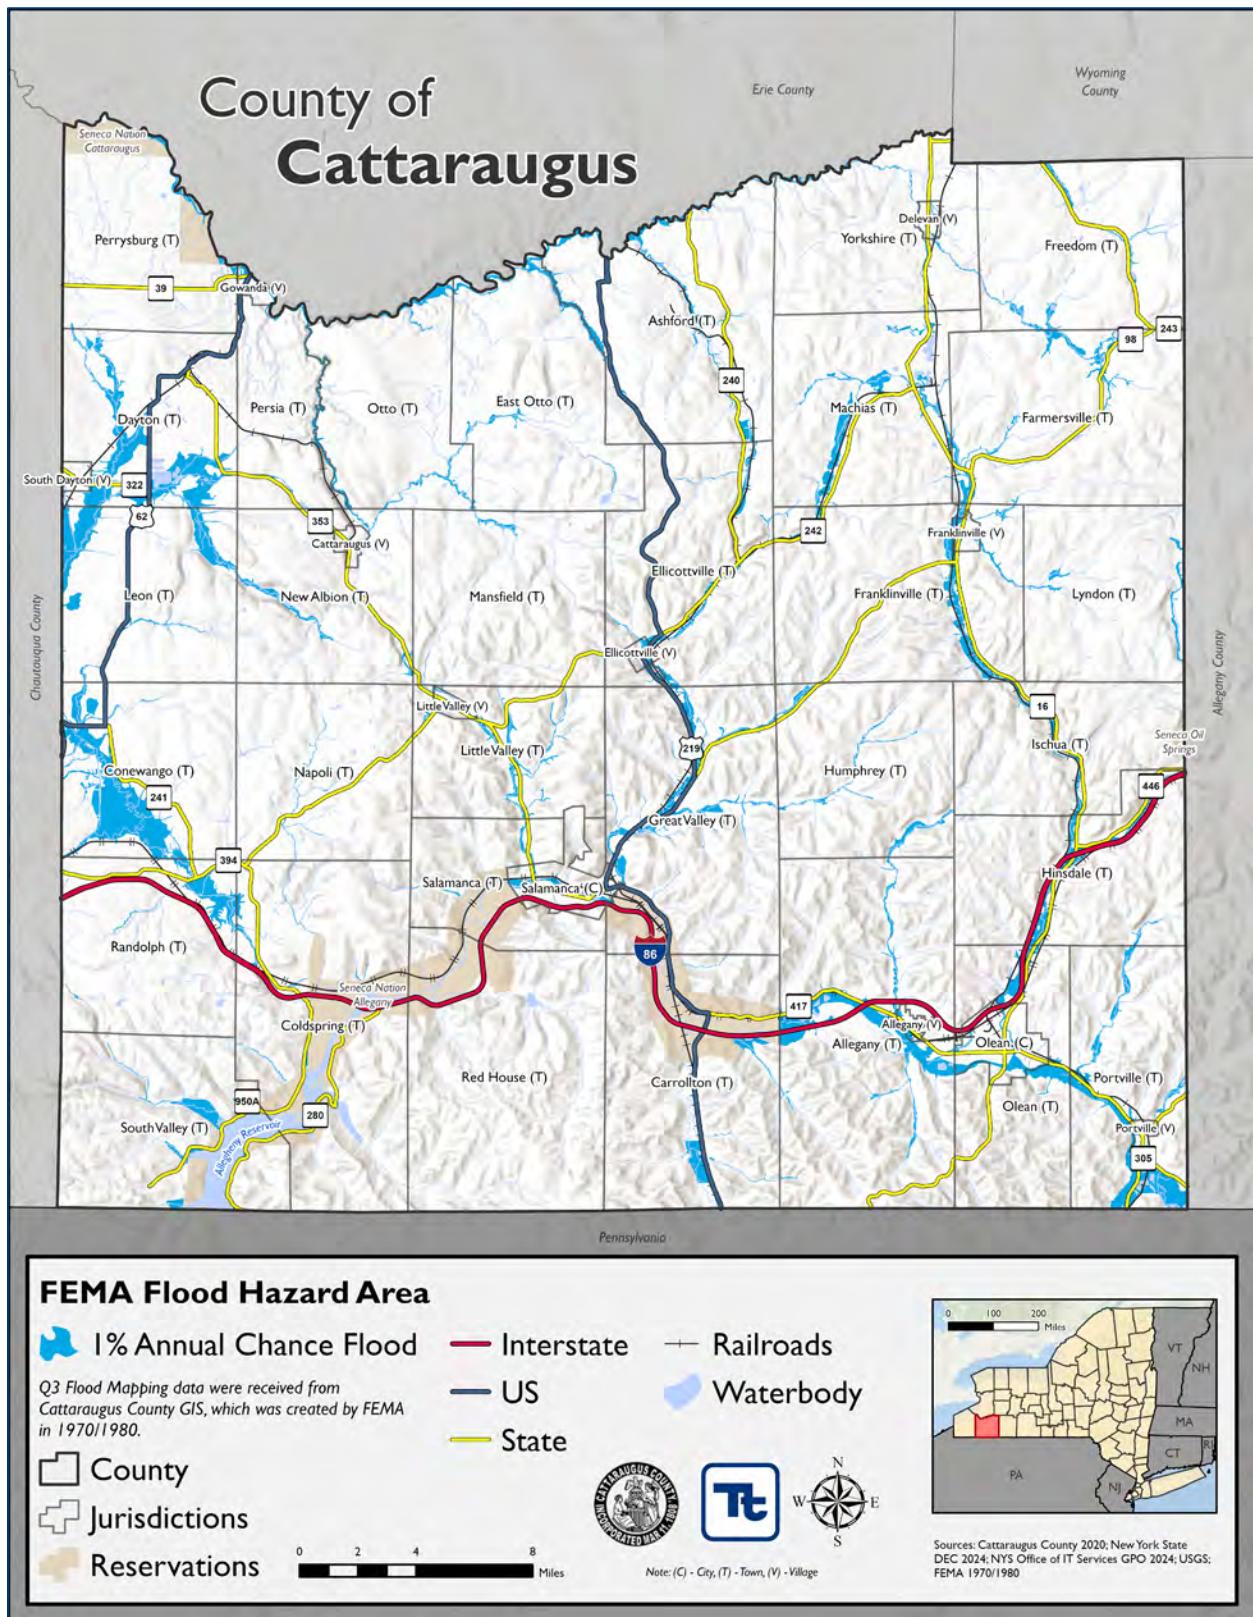 County of
Cattaraugus
Erie County
Wyoming
County
Seneca Nation
Cattaraugus
Perrysburg (T)
39
Gowanda (V)
Delevan (V)
Yorkshire (T)
Freedom (T)
Ashford (T)
98
243
240
Dayton (T)
Persia (T)
Otto (T)
East Otto (T)
Machias (T)
Farmersville (T)
South Dayton (V)
322
62
353
Cattaraugus (V)
242
Franklinville (V)
Ellicottville (T)
Leon (T)
New Albion (T)
Mansfield (T)
Franklinville (T)
Lyndon (T)
Chautauqua County
Allegany County
Ellicottville (V)
Little Valley (V)
16
Seneca Oil
Springs
Little Valley (T)
219
Ischua (T)
Conewango (T)
Napoli (T)
Humphrey (T)
241
446
Great Valley (T)
394
Salamanca (T)
Salamanca (C)
Hinsdale (T)
Randolph (T)
86
Seneca Nation
Allegany
417
Coldspring (T)
Allegany (V)
Allegany (T)
Olean (C)
Red House (T)
Carrollton (T)
Portville (T)
950A
280
Olean (T)
South Valley (T)
Allegheny Reservoir
Portville (V)
305
Pennsylvania
FEMA Flood Hazard Area
1% Annual Chance Flood
Q3 Flood Mapping data were received from
Cattaraugus County GIS, which was created by FEMA
in 1970/1980.
County
Jurisdictions
Reservations
Interstate
US
State
Railroads
Waterbody
0 2 4 8
Miles
CATTARAUGUS COUNTY,
INCORPORATED MAR 11, 1808
Tt
N
W E
S
Note: (C) - City, (T) - Town, (V) - Village
0 100 200
Miles
VT
NH
MA
CT
RI
PA
NJ
Sources: Cattaraugus County 2020; New York State
DEC 2024; NYS Office of IT Services GPO 2024; USGS;
FEMA 1970/1980